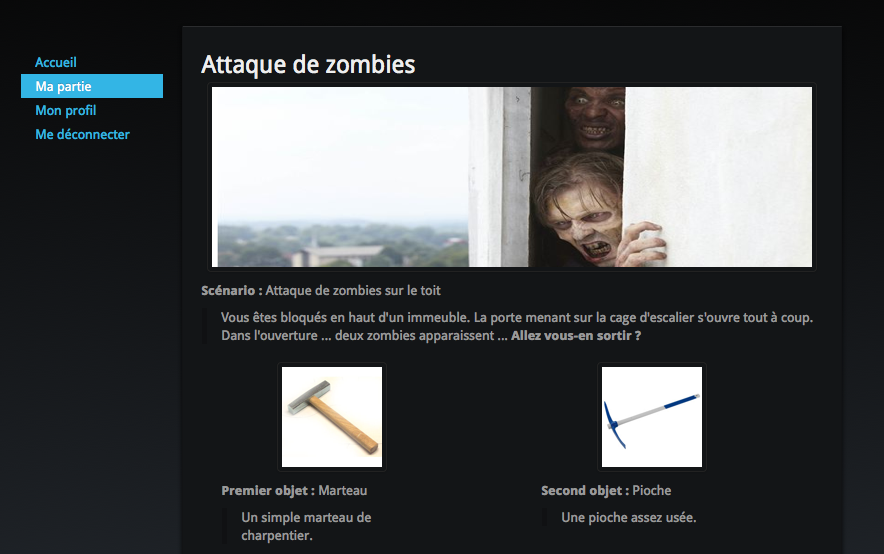 Accueil
Ma partie
Mon profil
Me déconnecter
Attaque de zombies
Scénario : Attaque de zombies sur le toit
Vous êtes bloqués en haut d'un immeuble. La porte menant sur la cage d'escalier s'ouvre tout à coup.
Dans l'ouverture ... deux zombies apparaissent ... Allez vous-en sortir ?
Premier objet : Marteau
Un simple marteau de
charpentier.
Second objet : Pioche
Une pioche assez usée.